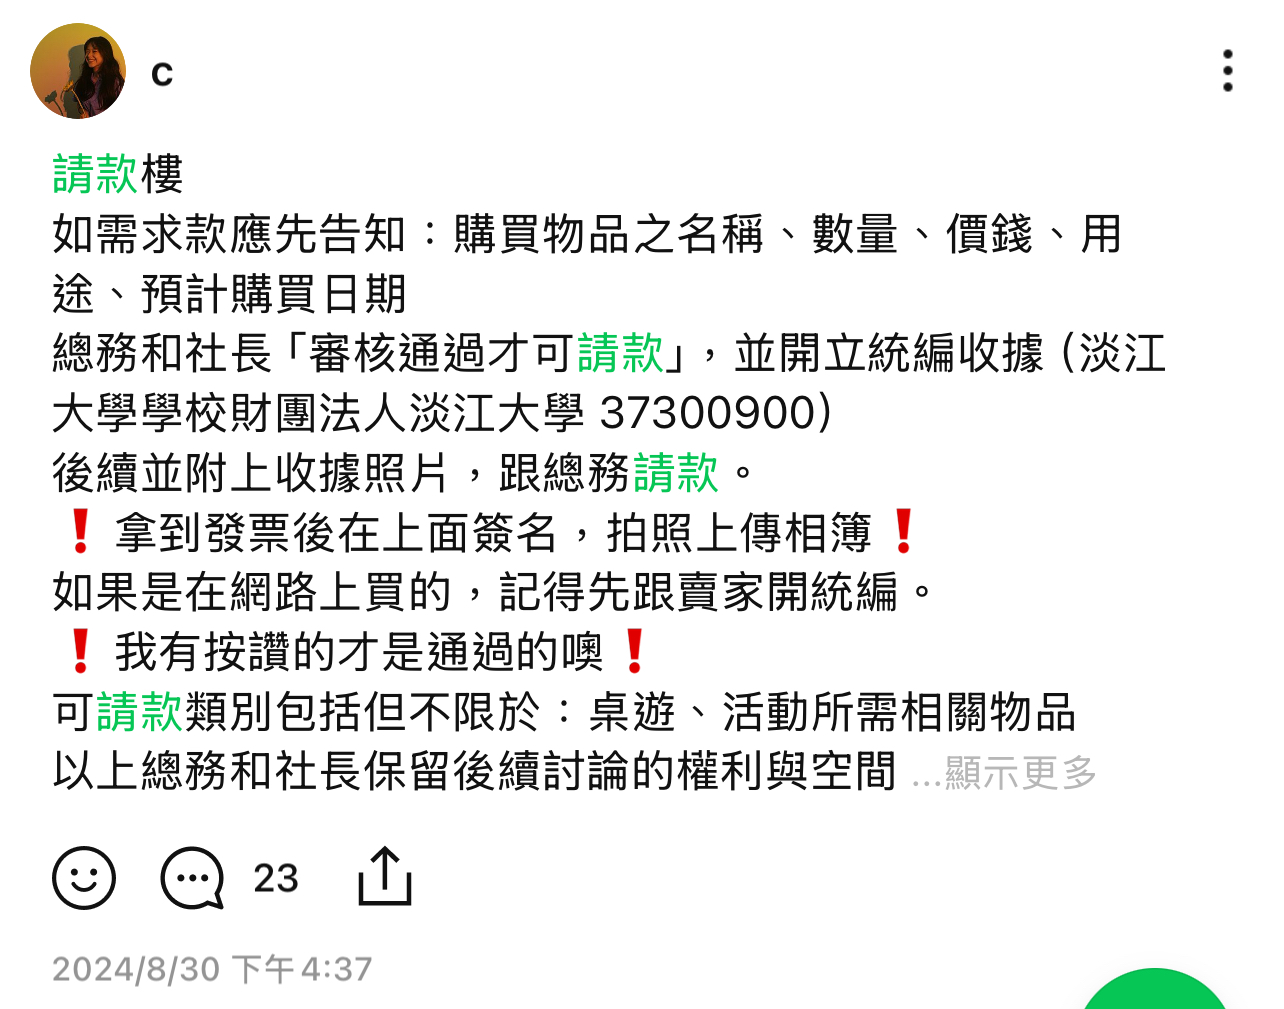 c
請款樓
如需求款應先告知：購買物品之名稱、數量、價錢、用
途、預計購買日期
總務和社長「審核通過才可請款」，並開立統編收據（淡江
大學學校財團法人淡江大學 37300900）
後續並附上收據照片，跟總務請款。
❗拿到發票後在上面簽名，拍照上傳相簿❗
如果是在網路上買的，記得先跟賣家開統編。
❗我有按讚的才是通過的噢❗
可請款類別包括但不限於：桌遊、活動所需相關物品
以上總務和社長保留後續討論的權利與空間 ...顯示更多
23
2024/8/30 下午4:37